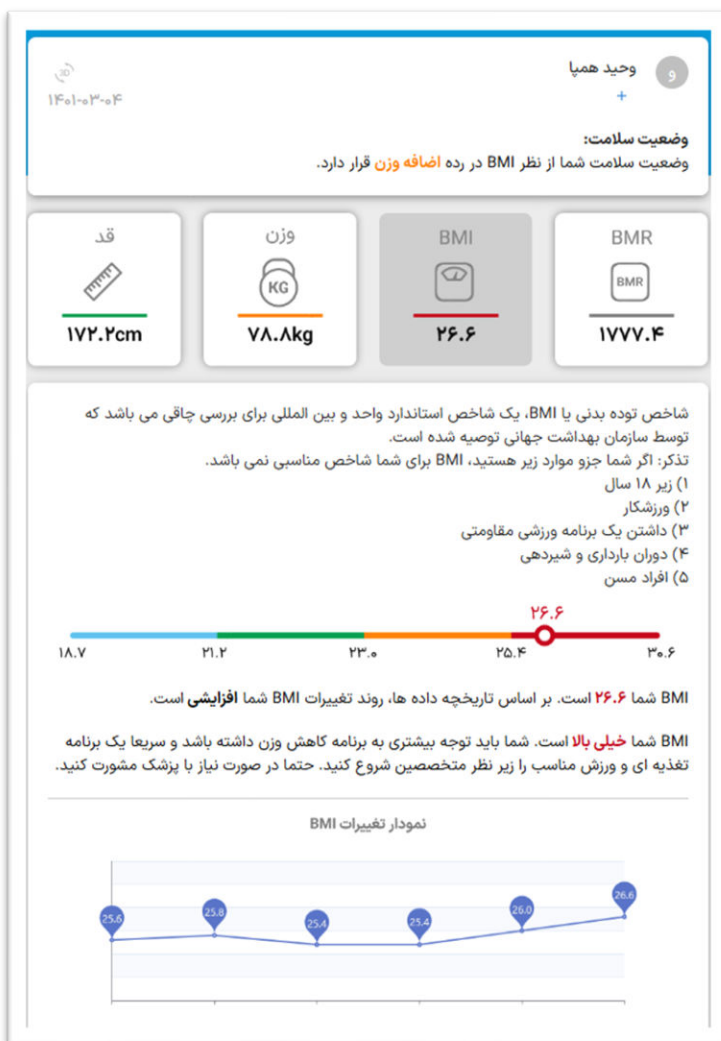 و
وحید همپا
+
3D
۱۴۰۱-۰۳-۰۴
وضعیت سلامت:
وضعیت سلامت شما از نظر BMI در رده اضافه وزن قرار دارد.
BMR
BMR
۱۷۷۷.۴
BMI
۲۶.۶
وزن
KG
۷۸.۸kg
قد
۱۷۲.۲cm
شاخص توده بدنی یا BMI، یک شاخص استاندارد واحد و بین المللی برای بررسی چاقی می باشد که
توسط سازمان بهداشت جهانی توصیه شده است.
تذکر: اگر شما جزو موارد زیر هستید، BMI برای شما شاخص مناسبی نمی باشد.
۱) زیر ۱۸ سال
۲) ورزشکار
۳) داشتن یک برنامه ورزشی مقاومتی
۴) دوران بارداری و شیردهی
۵) افراد مسن
۲۶.۶
۱۸.۷ ۲۱.۲ ۲۳.۰ ۲۵.۴ ۳۰.۶
BMI شما ۲۶.۶ است. بر اساس تاریخچه داده ها، روند تغییرات BMI شما افزایشی است.
BMI شما خیلی بالا است. شما باید توجه بیشتری به برنامه کاهش وزن داشته باشد و سریعا یک برنامه
تغذیه ای و ورزش مناسب را زیر نظر متخصصین شروع کنید. حتما در صورت نیاز با پزشک مشورت کنید.
نمودار تغییرات BMI
25.6 25.8 25.4 25.4 26.0 26.6